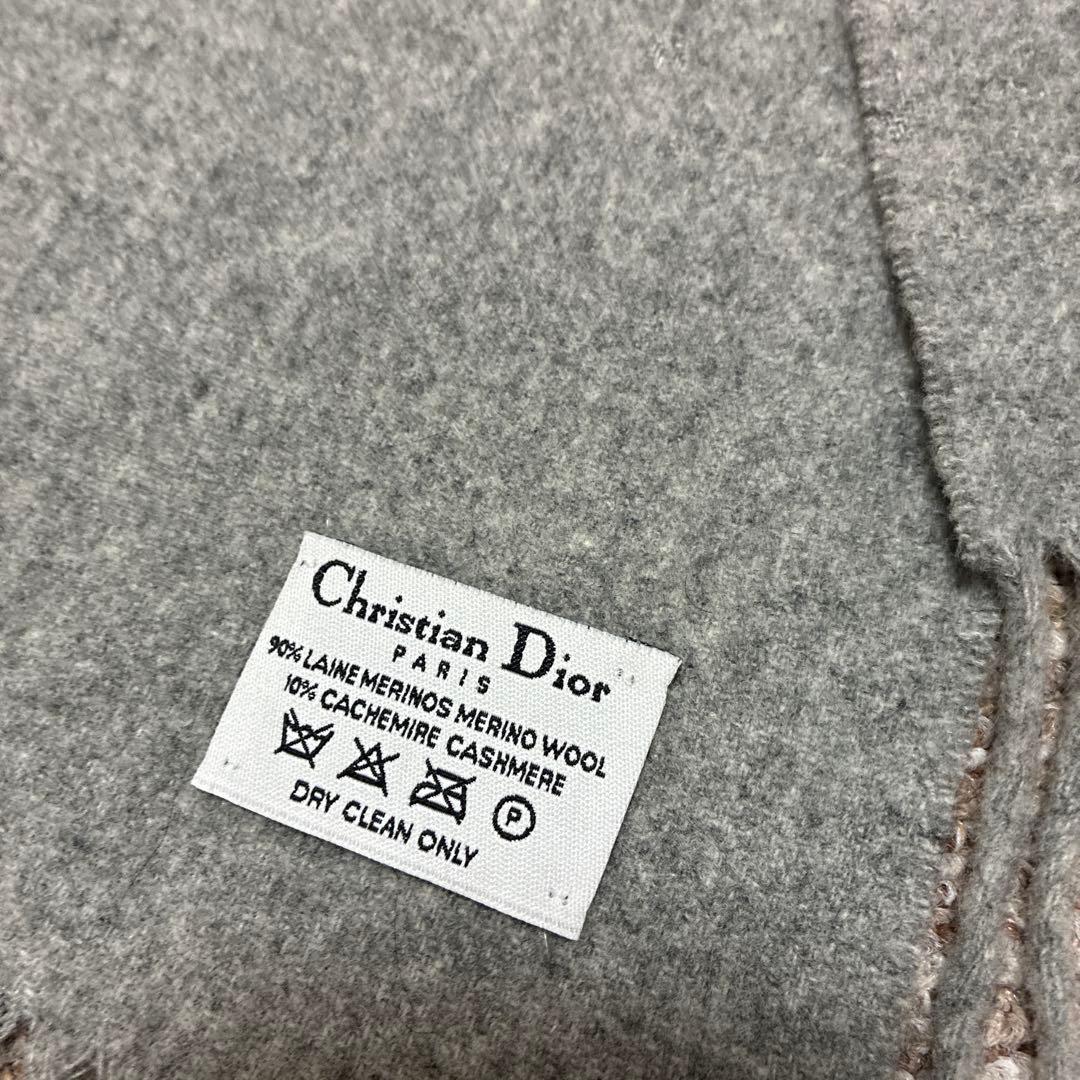 Christian Dior
PARIS
90% LAINE MERINOS MERINO WOOL
10% CACHEMIRE CASHMERE
P
DRY CLEAN ONLY